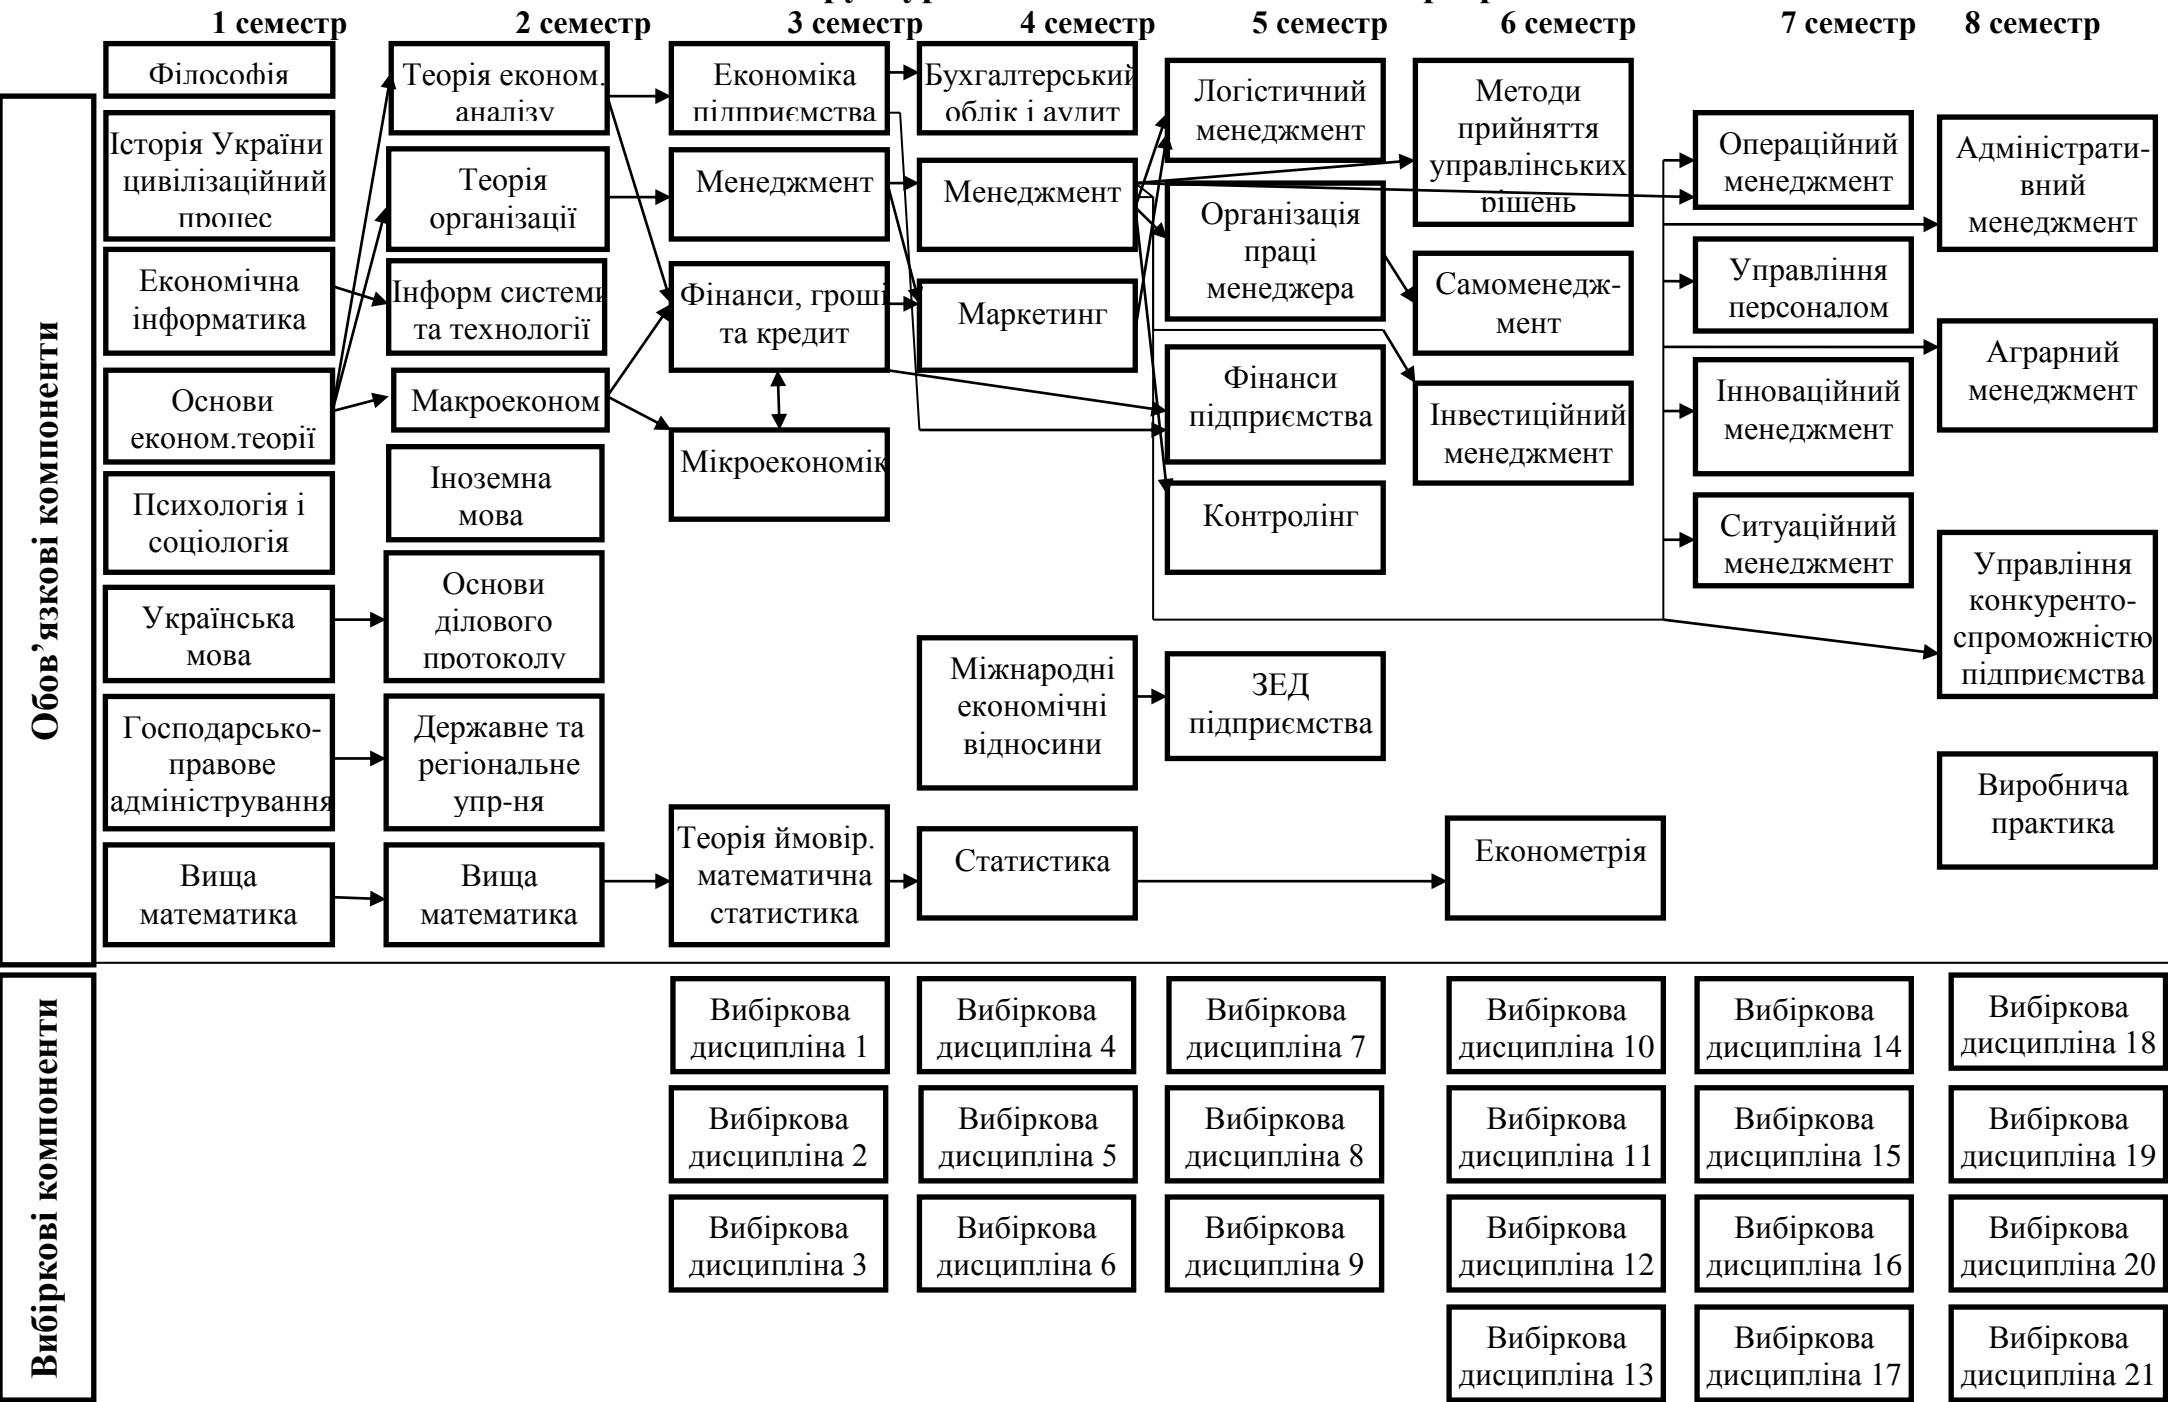 1 семестр
2 семестр
3 семестр
4 семестр
5 семестр
6 семестр
7 семестр
8 семестр
Обов’язкові компоненти
Філософія
Історія України
цивілізаційний
процес
Економічна
інформатика
Основи
економ.теорії
Психологія і
соціологія
Українська
мова
Господарсько-
правове
адміністрування
Вища
математика
Теорія економ.
аналізу
Теорія
організації
Інформ системи
та технології
Макроеконом
Іноземна
мова
Основи
ділового
протоколу
Державне та
регіональне
упр-ня
Вища
математика
Економіка
підприємства
Менеджмент
Фінанси, гроші
та кредит
Мікроекономік
Теорія ймовір.
математична
статистика
Бухгалтерський
облік і аудит
Менеджмент
Маркетинг
Міжнародні
економічні
відносини
Статистика
Логістичний
менеджмент
Організація
праці
менеджера
Фінанси
підприємства
Контролінг
ЗЕД
підприємства
Методи
прийняття
управлінських
рішень
Самоменедж-
мент
Інвестиційний
менеджмент
Економетрія
Операційний
менеджмент
Управління
персоналом
Інноваційний
менеджмент
Ситуаційний
менеджмент
Адміністрати-
вний
менеджмент
Аграрний
менеджмент
Управління
конкуренто-
спроможністю
підприємства
Виробнича
практика
Вибіркові компоненти
Вибіркова
дисципліна 1
Вибіркова
дисципліна 2
Вибіркова
дисципліна 3
Вибіркова
дисципліна 4
Вибіркова
дисципліна 5
Вибіркова
дисципліна 6
Вибіркова
дисципліна 7
Вибіркова
дисципліна 8
Вибіркова
дисципліна 9
Вибіркова
дисципліна 10
Вибіркова
дисципліна 11
Вибіркова
дисципліна 12
Вибіркова
дисципліна 13
Вибіркова
дисципліна 14
Вибіркова
дисципліна 15
Вибіркова
дисципліна 16
Вибіркова
дисципліна 17
Вибіркова
дисципліна 18
Вибіркова
дисципліна 19
Вибіркова
дисципліна 20
Вибіркова
дисципліна 21